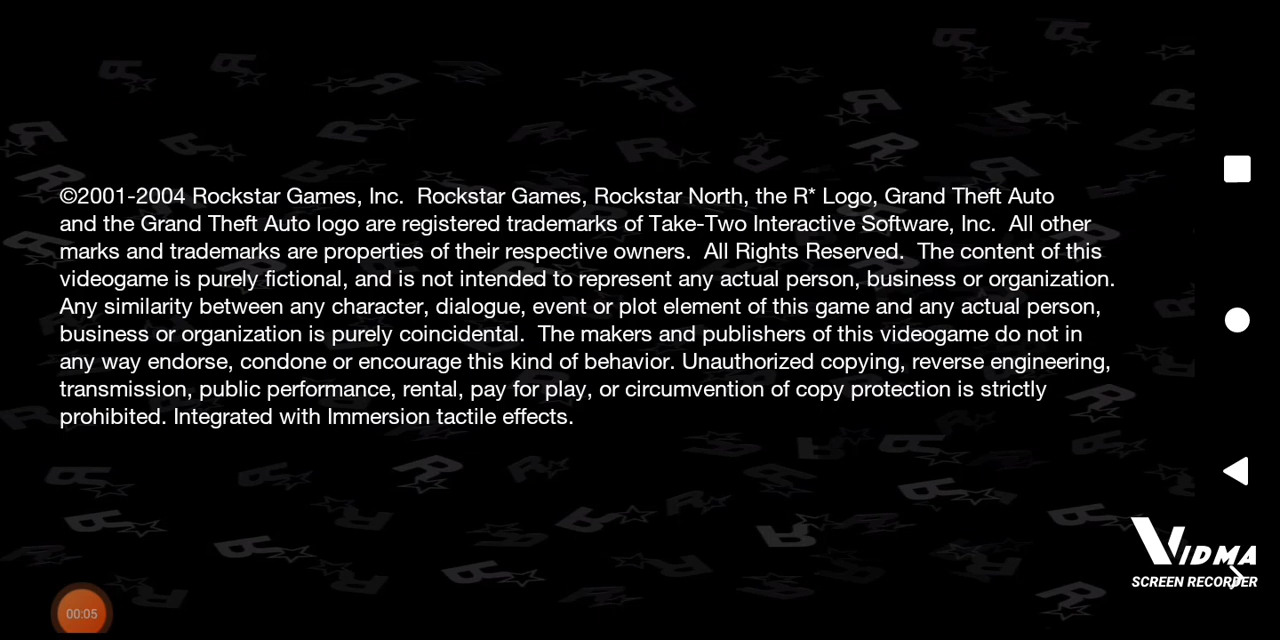 ©2001-2004 Rockstar Games, Inc.  Rockstar Games, Rockstar North, the R* Logo, Grand Theft Auto
and the Grand Theft Auto logo are registered trademarks of Take-Two Interactive Software, Inc.  All other
marks and trademarks are properties of their respective owners.  All Rights Reserved.  The content of this
videogame is purely fictional, and is not intended to represent any actual person, business or organization.
Any similarity between any character, dialogue, event or plot element of this game and any actual person,
business or organization is purely coincidental.  The makers and publishers of this videogame do not in
any way endorse, condone or encourage this kind of behavior. Unauthorized copying, reverse engineering,
transmission, public performance, rental, pay for play, or circumvention of copy protection is strictly
prohibited. Integrated with Immersion tactile effects.
VIDMA
SCREEN RECORDER
00:05